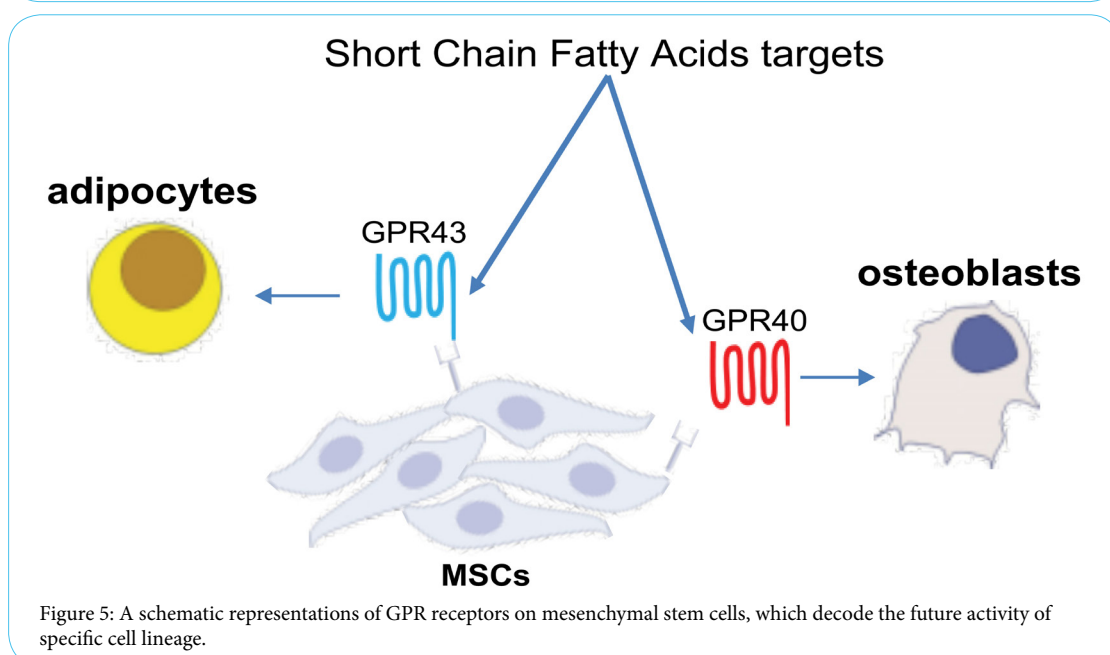 Short Chain Fatty Acids targets
adipocytes
GPR43
osteoblasts
GPR40
MSCs
Figure 5: A schematic representations of GPR receptors on mesenchymal stem cells, which decode the future activity of
specific cell lineage.